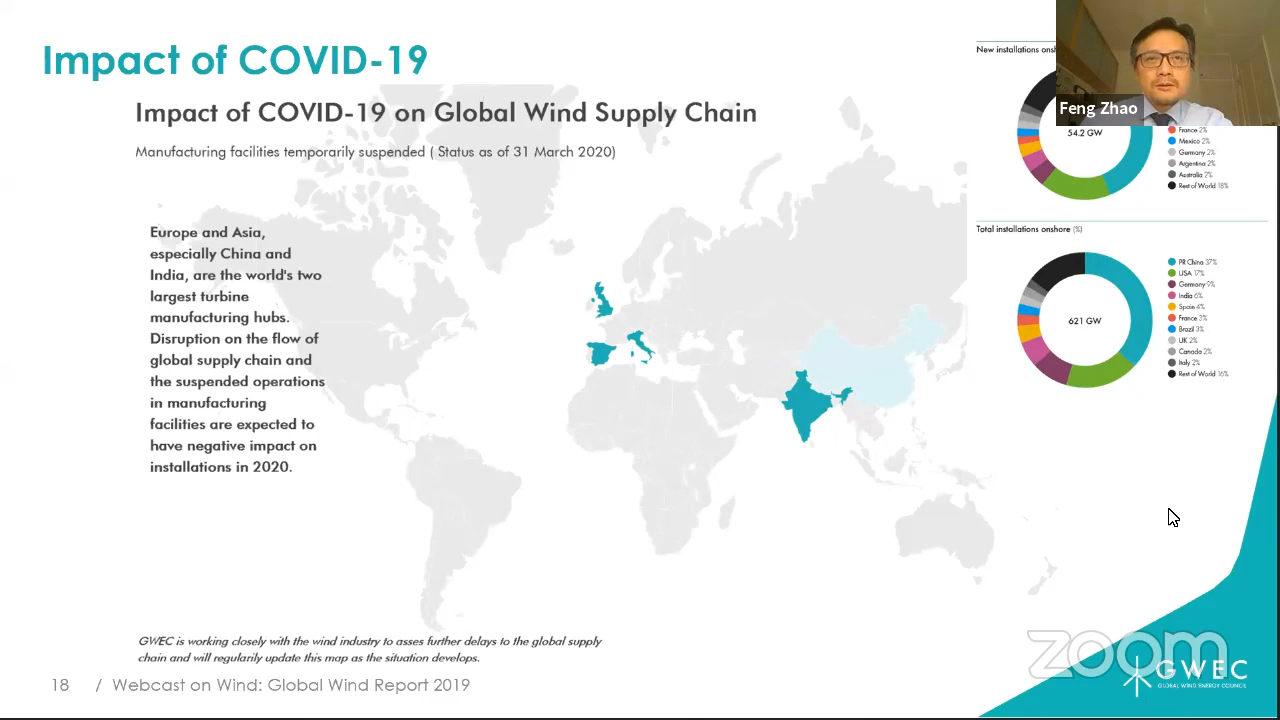 Impact of COVID-19
Impact of COVID-19 on Global Wind Supply Chain
Manufacturing facilities temporarily suspended ( Status as of 31 March 2020)
Europe and Asia,
especially China and
India, are the world's two
largest turbine
manufacturing hubs.
Disruption on the flow of
global supply chain and
the suspended operations
in manufacturing
facilities are expected to
have negative impact on
installations in 2020.
GWEC is working closely with the wind industry to asses further delays to the global supply
chain and will regularily update this map as the situation develops.
18 / Webcast on Wind: Global Wind Report 2019
New installations onsh
Feng Zhao
54.2 GW
France 2%
Mexico 2%
Germany 2%
Argentina 2%
Australia 2%
Rest of World 18%
Total installations onshore (%)
621 GW
PR China 37%
USA 17%
Germany 9%
India 6%
Spain 4%
France 3%
Brazil 3%
UK 2%
Canada 2%
Italy 2%
Rest of World 16%
zoom
GWEC
GLOBAL WIND ENERGY COUNCIL